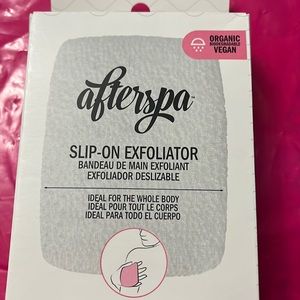 ORGANIC
BIODEGRADABLE
VEGAN
afterspa
SLIP-ON EXFOLIATOR
BANDEAU DE MAIN EXFOLIANT
EXFOLIADOR DESLIZABLE
IDEAL FOR THE WHOLE BODY
IDÉAL POUR TOUT LE CORPS
IDEAL PARA TODO EL CUERPO